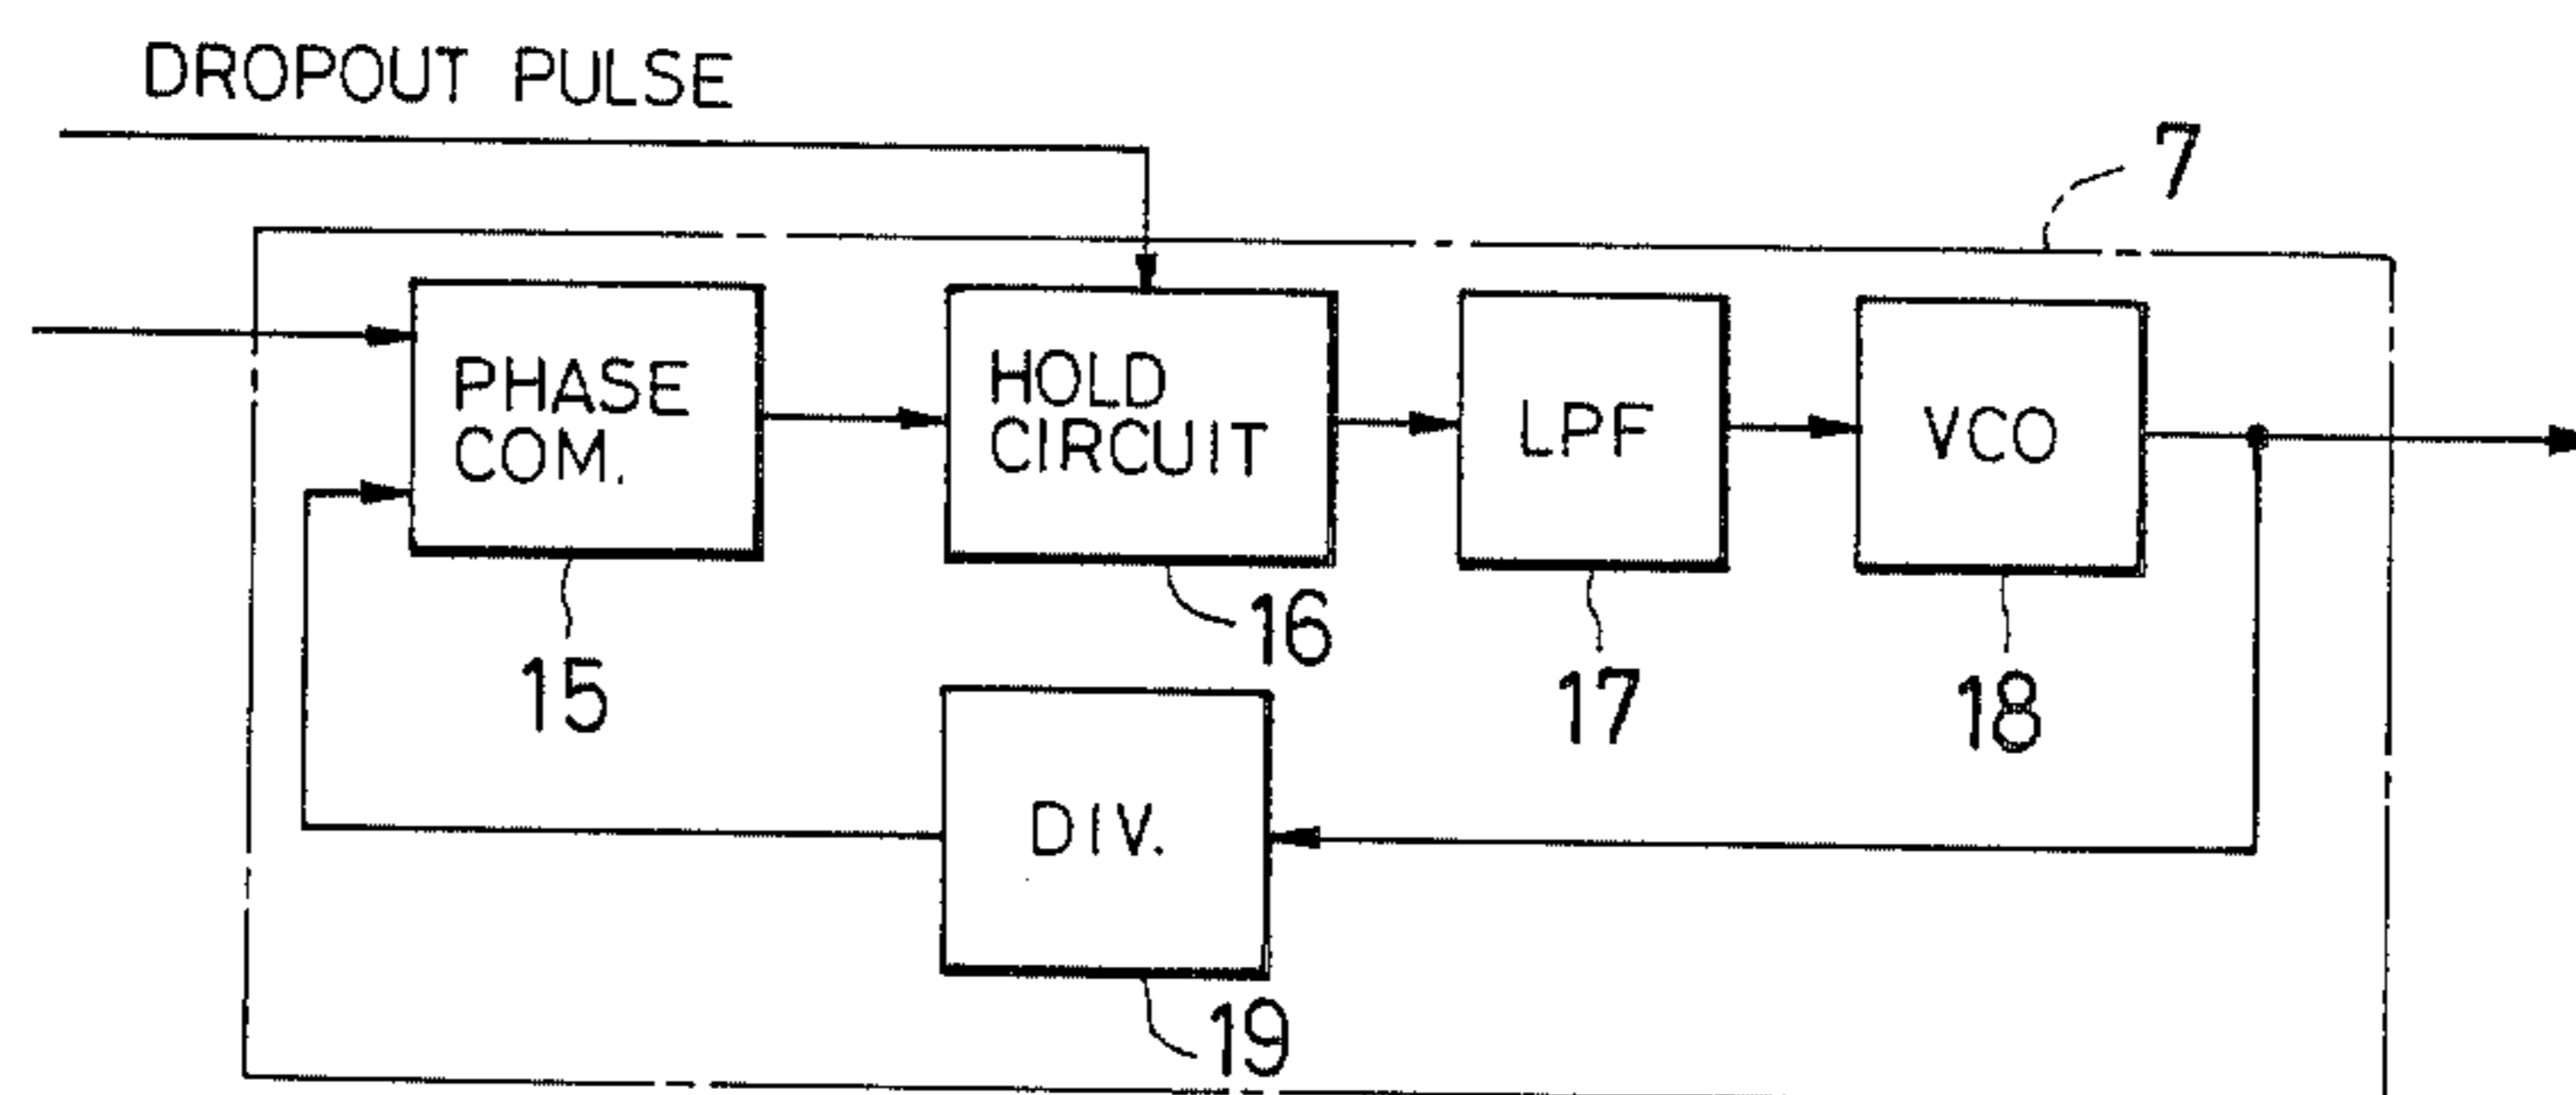 DROPOUT PULSE
7
PHASE
COM.
HOLD
CIRCUIT
LPF
VCO
15
16
17
18
DIV.
19